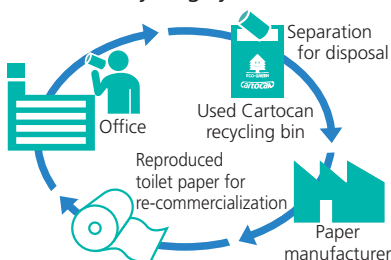 Separation
for disposal
ECO-GREEN
CARTOCAN
Used Cartocan
recycling bin
Office
Reproduced
toilet paper for
re-commercialization
Paper
manufacturer